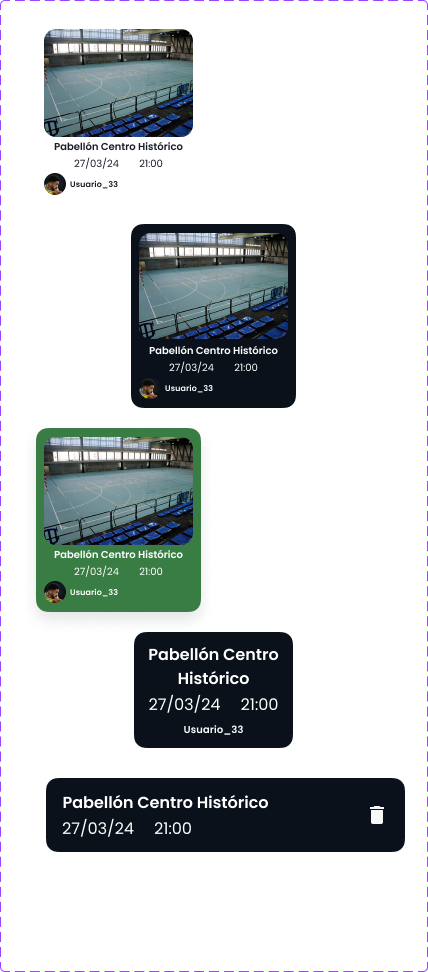 Pabellón Centro Histórico
27/03/24 21:00
Usuario_33
Pabellón Centro Histórico
27/03/24 21:00
Usuario_33
Pabellón Centro Histórico
27/03/24 21:00
Usuario_33
Pabellón Centro
Histórico
27/03/24 21:00
Usuario_33
Pabellón Centro Histórico
27/03/24 21:00